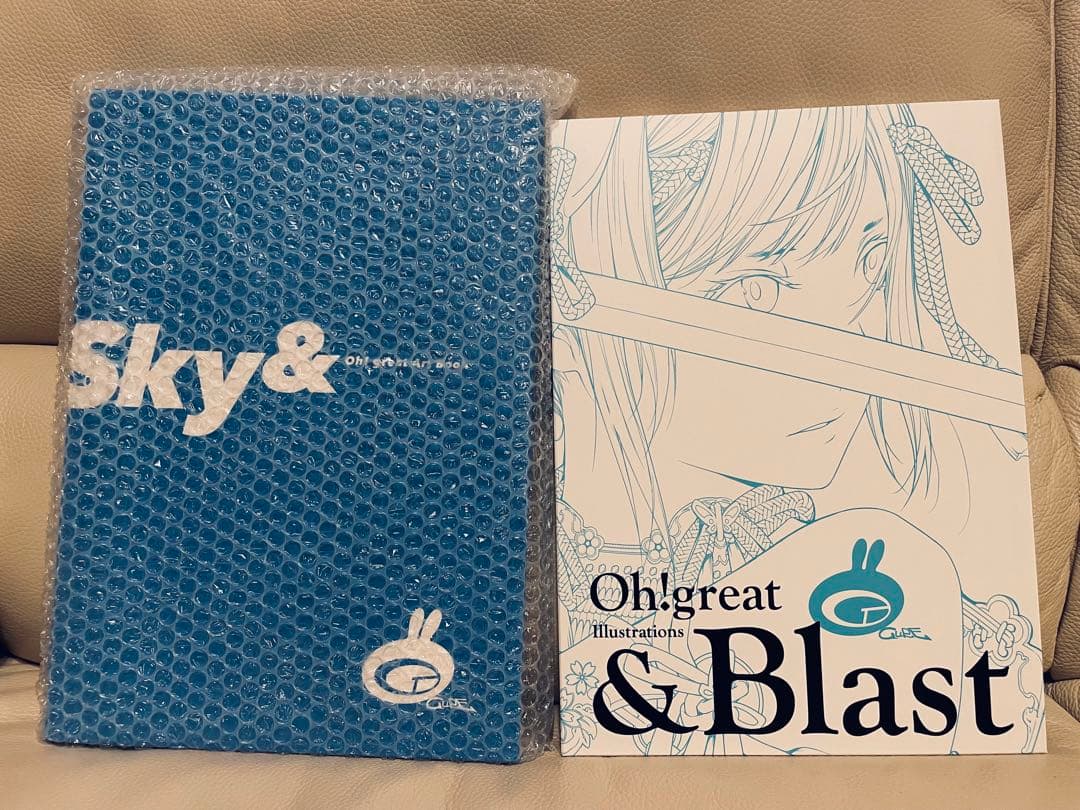 Sky&
Oh! great Art Book
Oh!great
Illustrations
&Blast